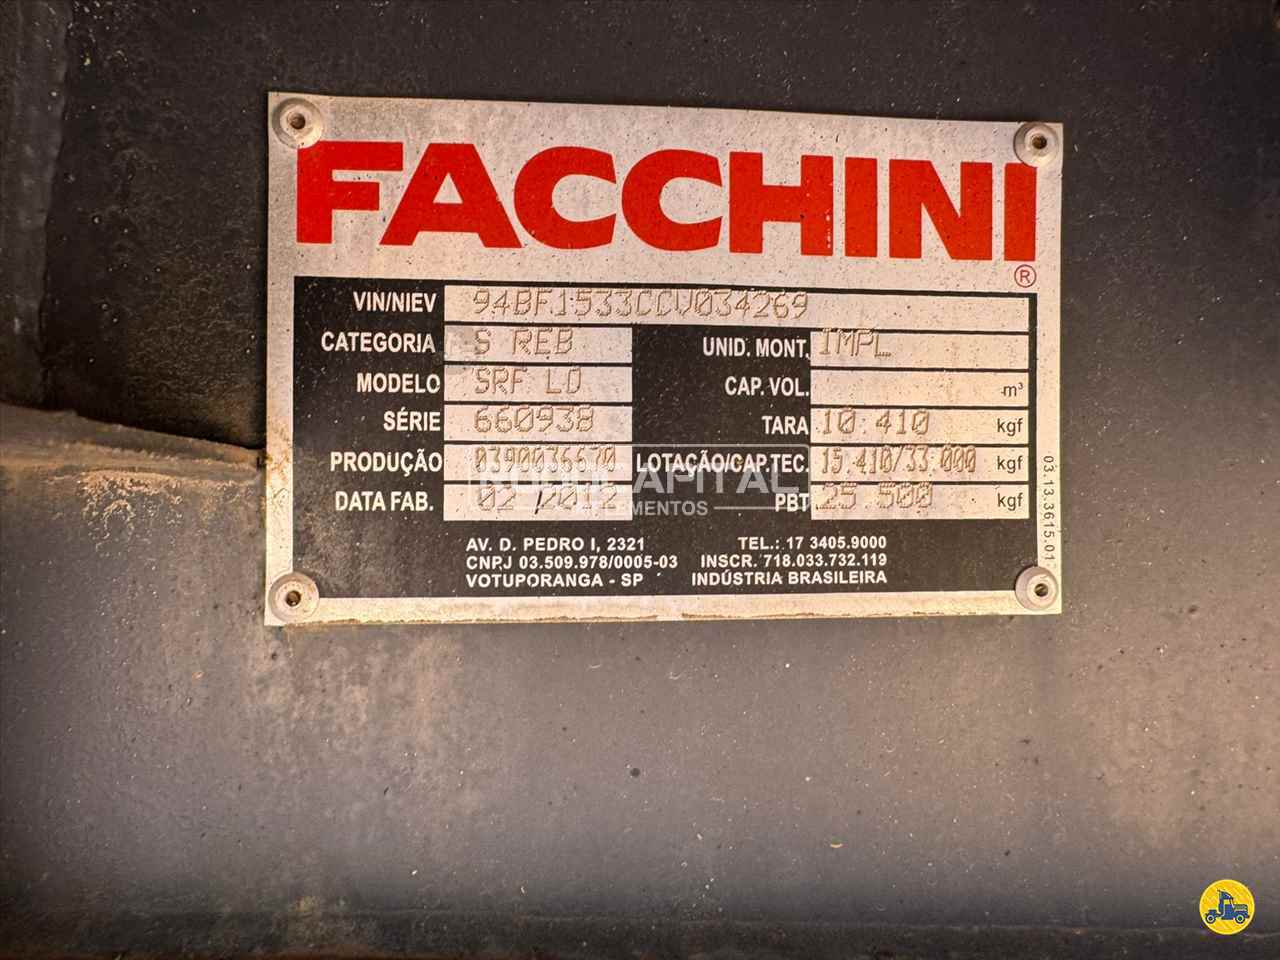 FACCHINI
®
VIN/NIEV 94BF1533CCV034269
CATEGORIA S REB UNID. MONT. IMPL
MODELO SRF LO CAP. VOL. m³
SÉRIE 660938 TARA 10.410 kgf
PRODUÇÃO 0390036670 LOTAÇÃO/CAP.TEC. 15.410/33.000 kgf
DATA FAB. 02/2012 PBT 25.500 kgf
AV. D. PEDRO I, 2321 TEL.: 17 3405.9000
CNPJ 03.509.978/0005-03 INSCR. 718.033.732.119
VOTUPORANGA - SP INDÚSTRIA BRASILEIRA
03.13.3615.01
RODOCAPITAL